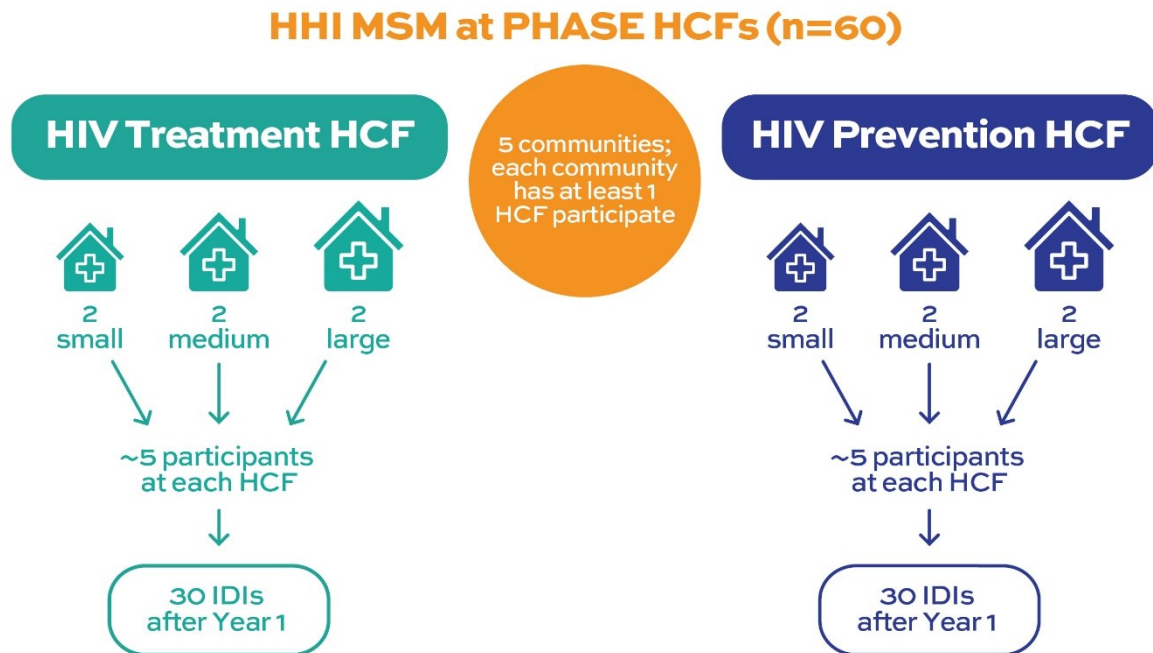 HHI MSM at PHASE HCFs (n=60)
HIV Treatment HCF
5 communities;
each community
has at least 1
HCF participate
HIV Prevention HCF
2
small
2
medium
2
large
~5 participants
at each HCF
30 IDIs
after Year 1
2
small
2
medium
2
large
~5 participants
at each HCF
30 IDIs
after Year 1